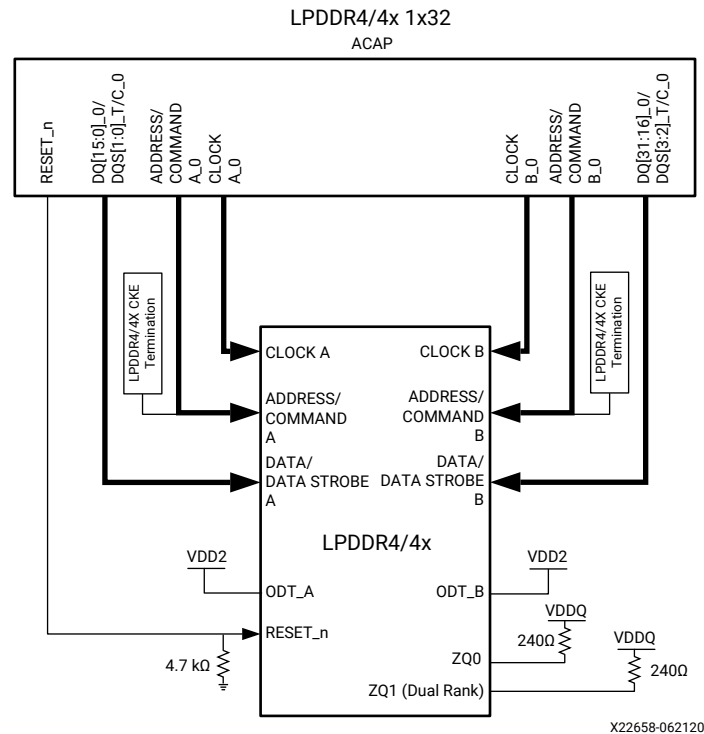 LPDDR4/4x 1x32
ACAP
RESET_n
DQ[15:0]_0/
DQS[1:0]_T/C_0
ADDRESS/
COMMAND
A_0
CLOCK
A_0
CLOCK
B_0
ADDRESS/
COMMAND
B_0
DQ[31:16]_0/
DQS[3:2]_T/C_0
LPDDR4/4X CKE
Termination
LPDDR4/4X CKE
Termination
CLOCK A
CLOCK B
ADDRESS/
COMMAND
A
ADDRESS/
COMMAND
B
DATA/
DATA STROBE
A
DATA/
DATA STROBE
B
LPDDR4/4x
VDD2
VDD2
ODT_A
ODT_B
RESET_n
4.7 kΩ
VDDQ
240Ω
ZQ0
VDDQ
240Ω
ZQ1 (Dual Rank)
X22658-062120